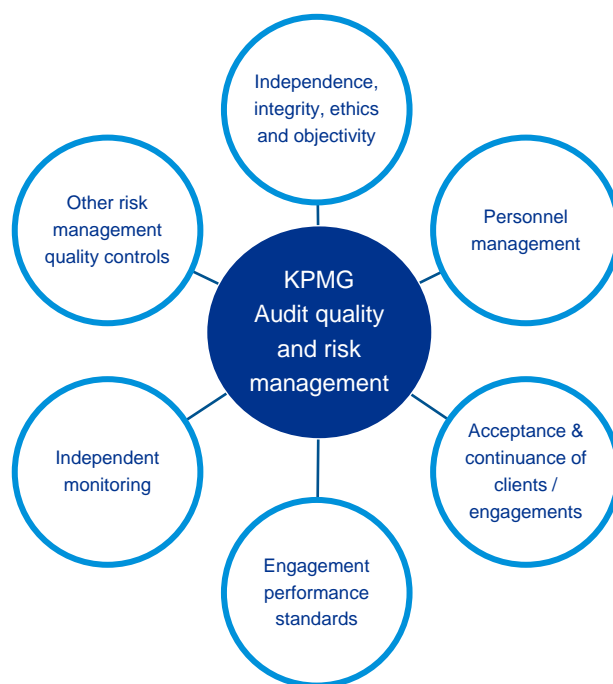 Independence,
integrity, ethics
and objectivity
Other risk
management
quality controls
Personnel
management
KPMG
Audit quality
and risk
management
Independent
monitoring
Acceptance &
continuance of
clients /
engagements
Engagement
performance
standards